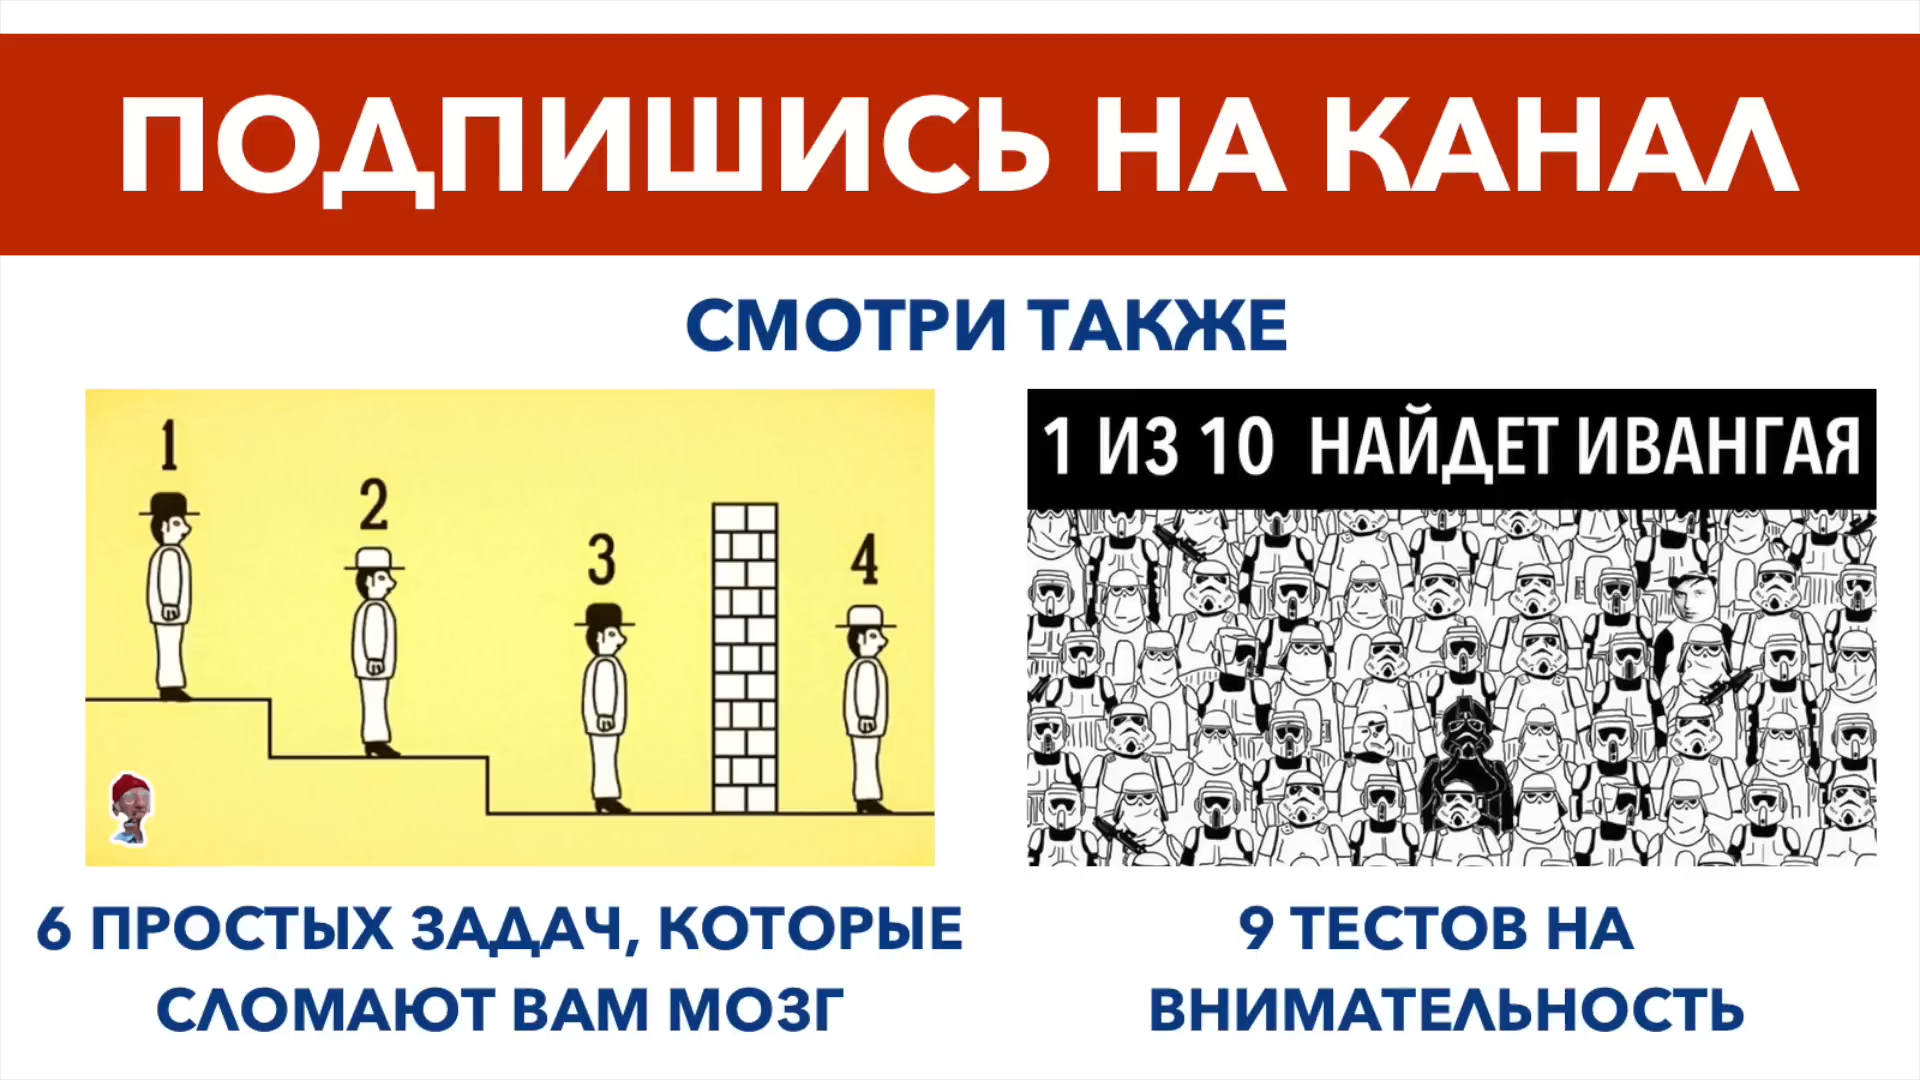 ПОДПИШИСЬ НА КАНАЛ
СМОТРИ ТАКЖЕ
1
2
3
4
1 ИЗ 10 НАЙДЕТ ИВАНГАЯ
6 ПРОСТЫХ ЗАДАЧ, КОТОРЫЕ
СЛОМАЮТ ВАМ МОЗГ
9 ТЕСТОВ НА
ВНИМАТЕЛЬНОСТЬ